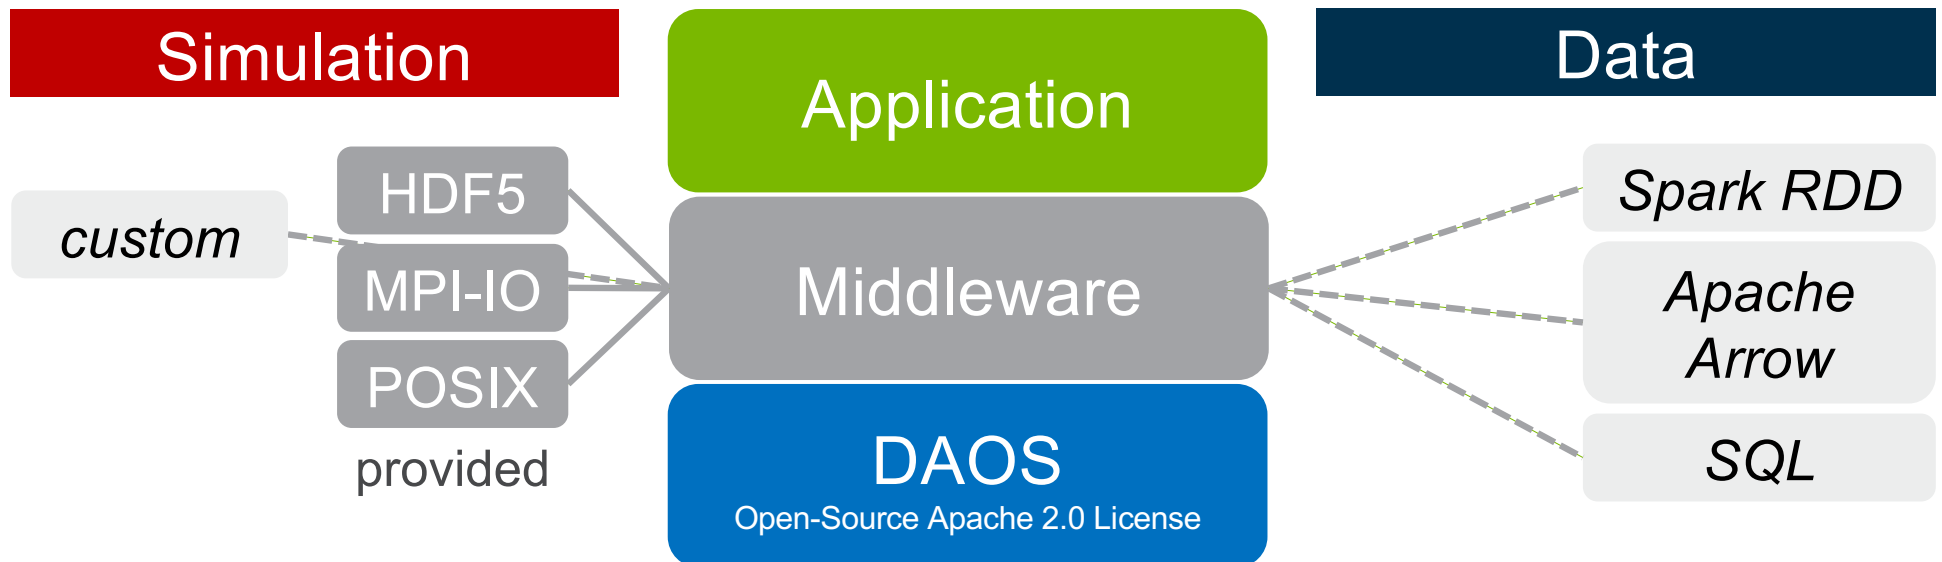 Simulation
Application
Data
HDF5
custom
MPI-IO
POSIX
provided
Middleware
DAOS
Open-Source Apache 2.0 License
Spark RDD
Apache
Arrow
SQL